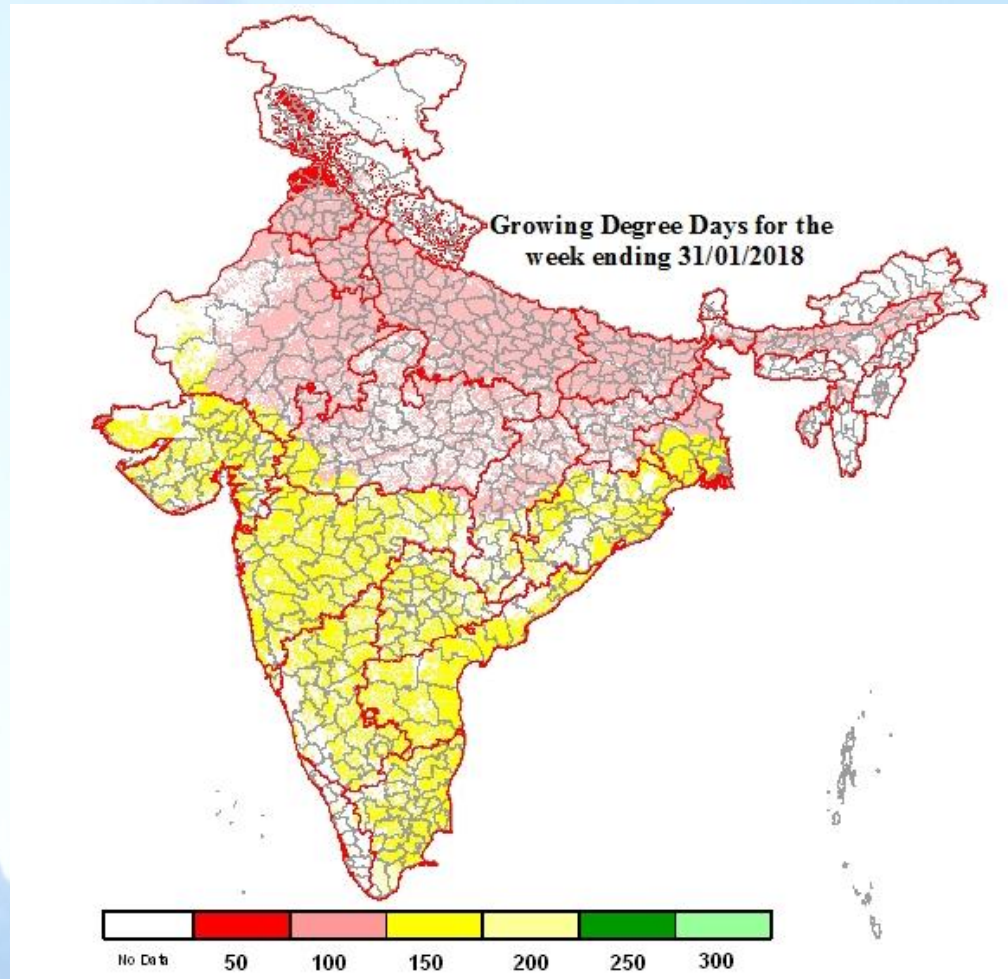 Growing Degree Days for the
week ending 31/01/2018
No Data 50 100 150 200 250 300